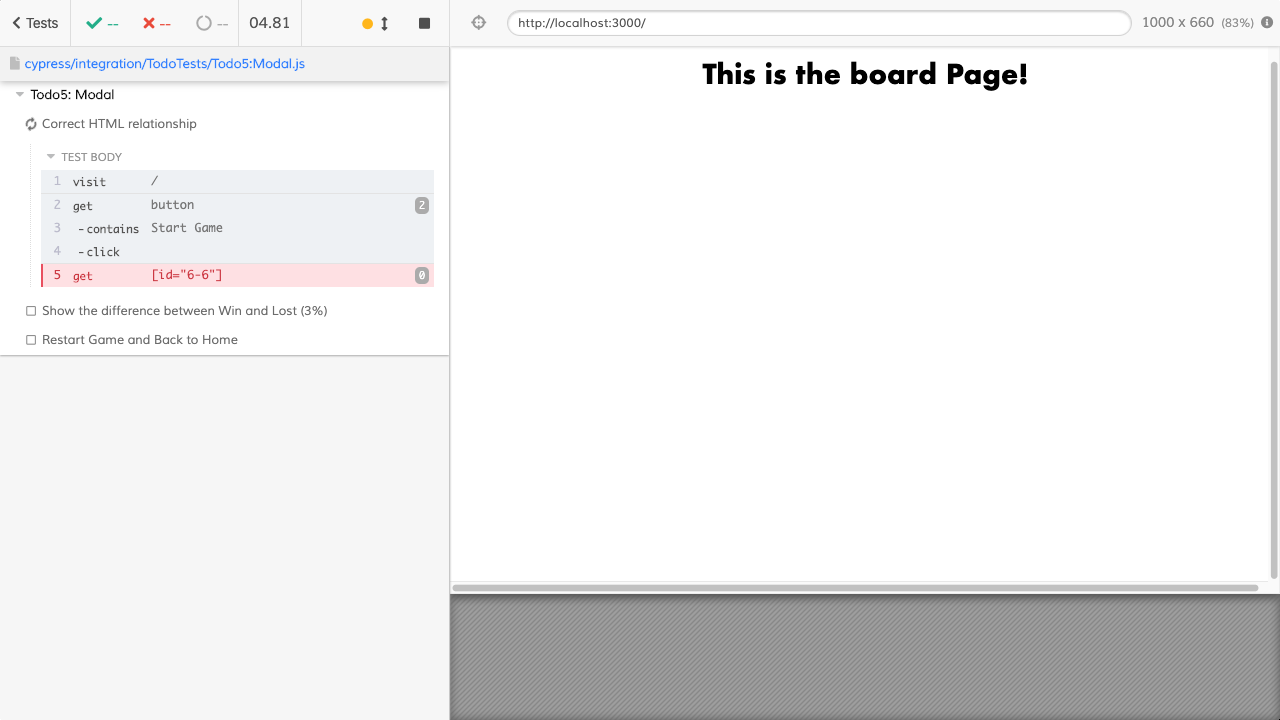 Tests -- -- -- 04.81
http://localhost:3000/ 1000 x 660 (83%)
cypress/integration/TodoTests/Todo5:Modal.js
Todo5: Modal
Correct HTML relationship
TEST BODY
1 visit /
2 get button 2
3 -contains Start Game
4 -click
5 get [id="6-6"] 0
Show the difference between Win and Lost (3%)
Restart Game and Back to Home
This is the board Page!